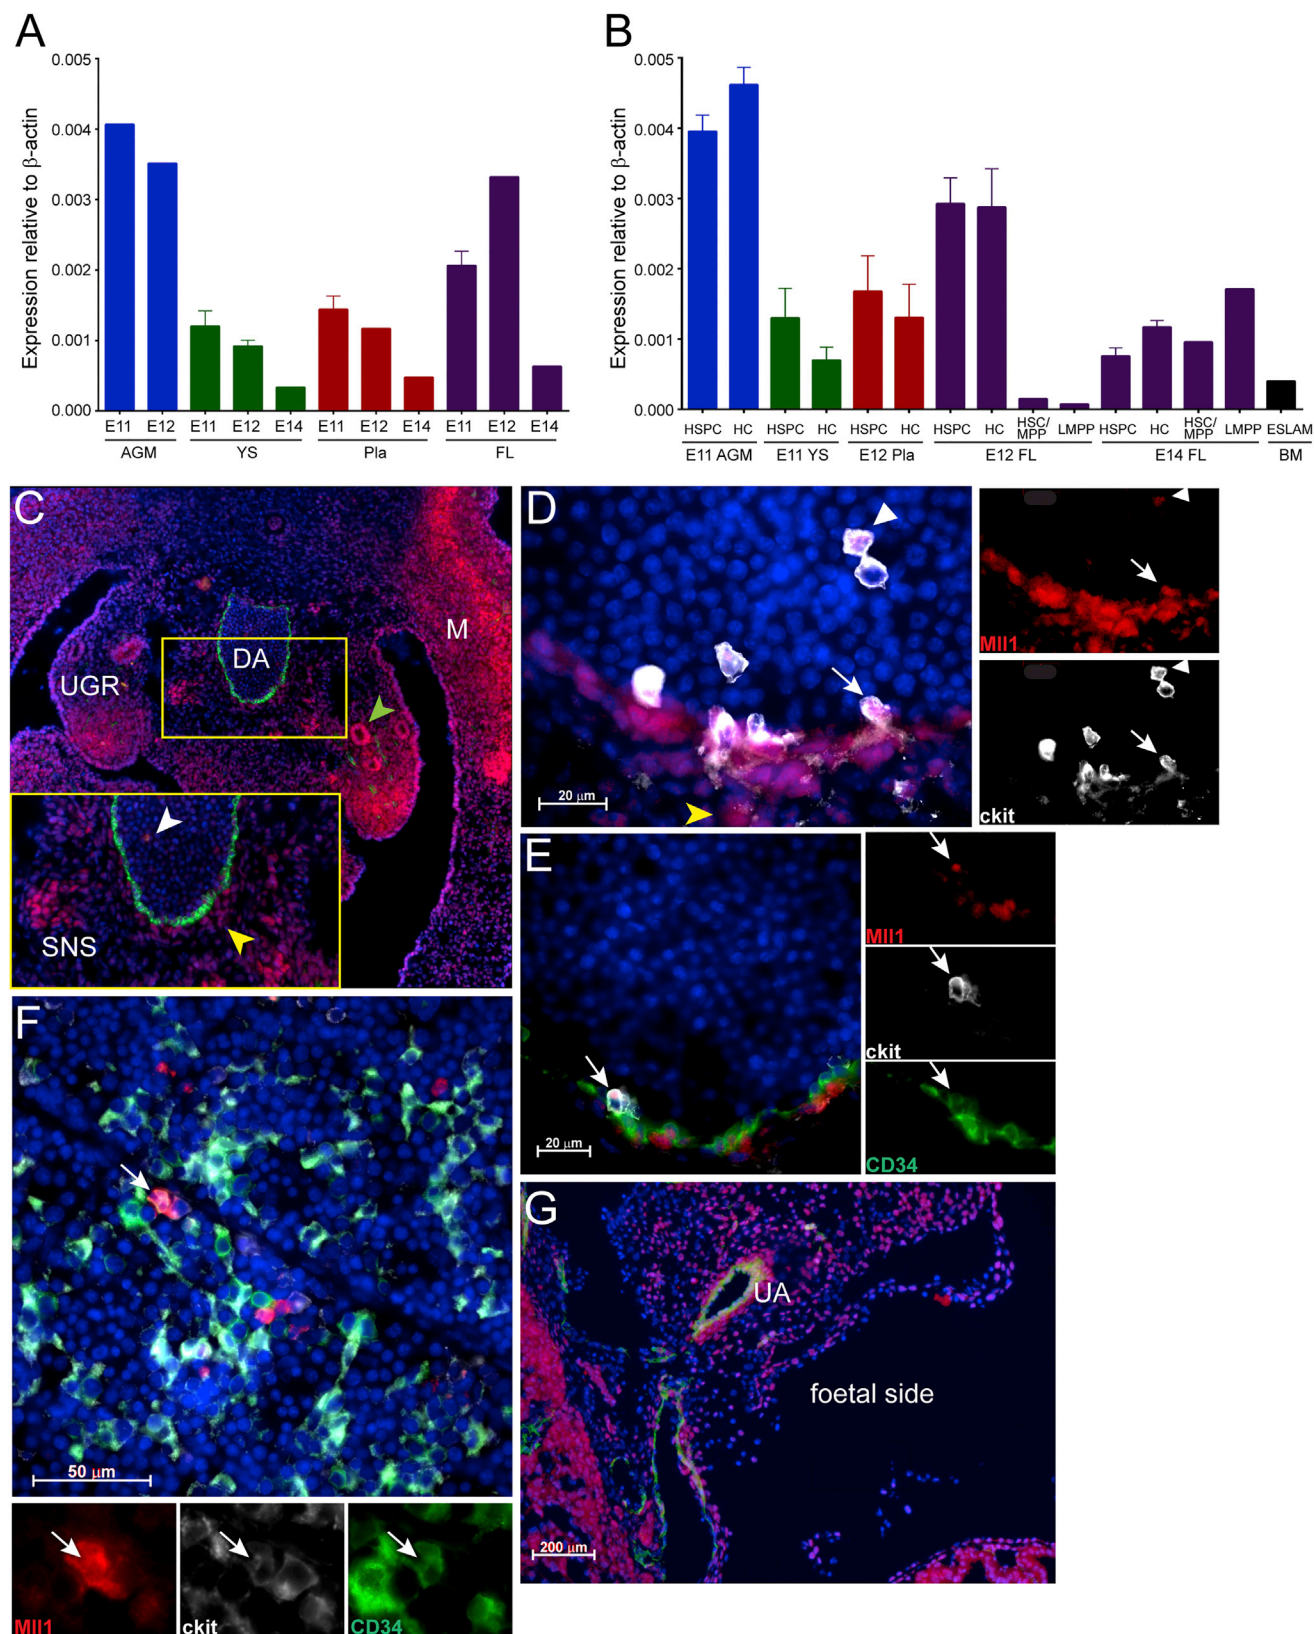 A
Expression relative to β-actin
0.005
0.004
0.003
0.002
0.001
0.000
E11 E12 E11 E12 E14 E11 E12 E14 E11 E12 E14
AGM YS Pla FL
B
Expression relative to β-actin
0.005
0.004
0.003
0.002
0.001
0.000
HSPC HC HSPC HC HSPC HC HSPC HC HSC/MPP LMPP HSPC HC HSC/MPP LMPP ESLAM
E11 AGM E11 YS E12 Pla E12 FL E14 FL BM
C
M
DA
UGR
SNS
D
20 µm
Mll1
ckit
E
20 µm
Mll1
ckit
CD34
F
50 µm
Mll1
ckit
CD34
G
UA
foetal side
200 µm